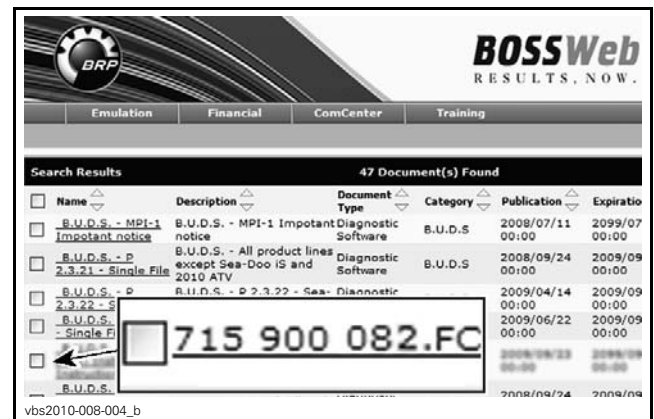 BRP
BOSSWeb
RESULTS, NOW.
Emulation Financial ComCenter Training
Search Results 47 Document(s) Found
Name Description Document Type Category Publication Expiratio
B.U.D.S. - MPI-1 Impotant notice B.U.D.S. - MPI-1 Impotant notice Diagnostic Software B.U.D.S 2008/07/11 00:00 2099/07 00:00
B.U.D.S. - P 2.3.21 - Single File B.U.D.S. - All product lines except Sea-Doo iS and 2010 ATV Diagnostic Software B.U.D.S 2008/09/24 00:00 2009/09 00:00
B.U.D.S. - P 2.3.22 - S B.U.D.S. - P 2.3.22 - Sea- Diagnostic 2009/04/14 00:00 2009/09 00:00
B.U.D.S. - Single Fi 2009/06/22 00:00 2009/09 00:00
715 900 082.FC
B.U.D.S. 2008/09/24 2009/09
vbs2010-008-004_b